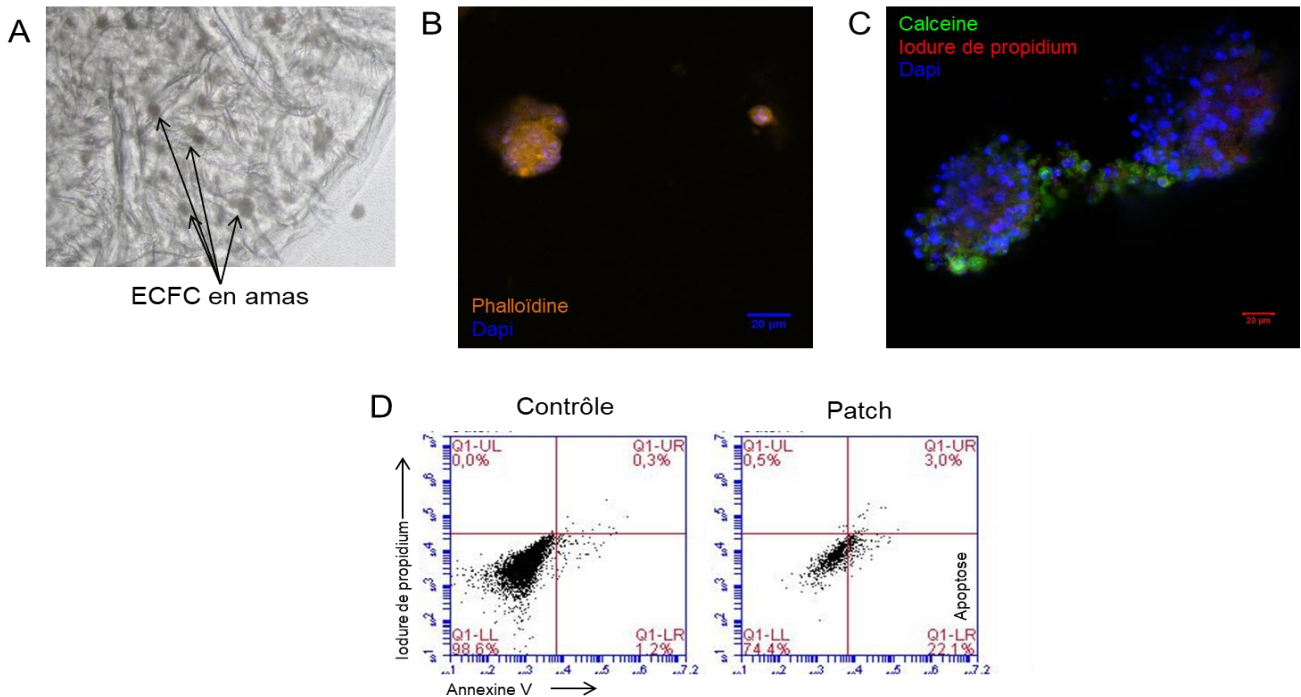 A
ECFC en amas
B
Phalloïdine
Dapi
20 µm
C
Calceine
Iodure de propidium
Dapi
20 µm
D
Contrôle
Patch
Iodure de propidium
Q1-UL
0,0%
Q1-UR
0,3%
Q1-LL
98,6%
Q1-LR
1,2%
Annexine V
Q1-UL
0,5%
Q1-UR
3,0%
Q1-LL
74,4%
Q1-LR
22,1%
Apoptose